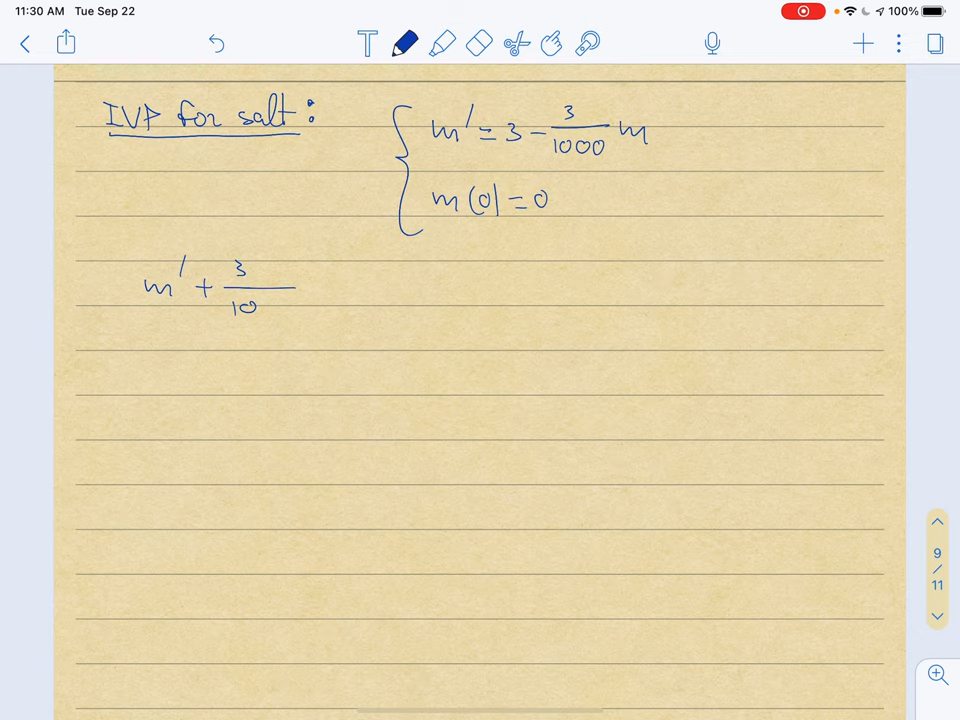 11:30 AM Tue Sep 22
100%
T
IVP for salt:
m' = 3 - 3/1000 m
m(0) = 0
m' + 3/10
9
/
11